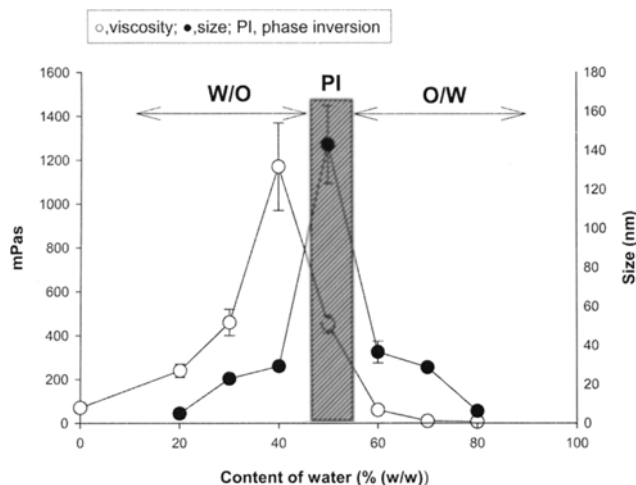 ○,viscosity; ●,size; PI, phase inversion
W/O
PI
O/W
1600
1400
1200
1000
800
600
400
200
0
mPas
180
160
140
120
100
80
60
40
20
0
Size (nm)
0 20 40 60 80 100
Content of water (% (w/w))